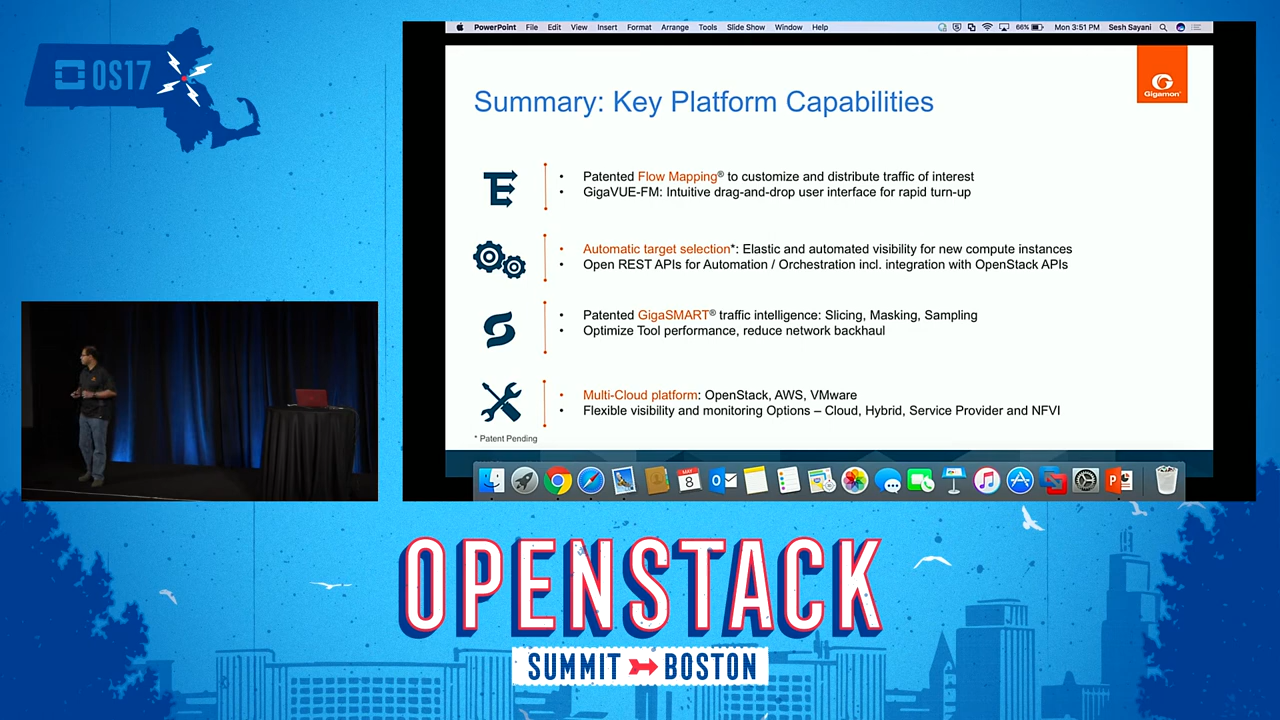 OS17
PowerPoint File Edit View Insert Format Arrange Tools Slide Show Window Help 66% Mon 3:51 PM Sesh Sayani
Gigamon®
Summary: Key Platform Capabilities
• Patented Flow Mapping® to customize and distribute traffic of interest
• GigaVUE-FM: Intuitive drag-and-drop user interface for rapid turn-up
• Automatic target selection*: Elastic and automated visibility for new compute instances
• Open REST APIs for Automation / Orchestration incl. integration with OpenStack APIs
• Patented GigaSMART® traffic intelligence: Slicing, Masking, Sampling
• Optimize Tool performance, reduce network backhaul
• Multi-Cloud platform: OpenStack, AWS, VMware
• Flexible visibility and monitoring Options – Cloud, Hybrid, Service Provider and NFVI
* Patent Pending
MAY
8
OPENSTACK
SUMMIT BOSTON